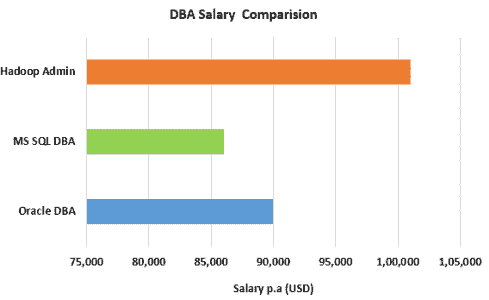 DBA Salary Comparision
Hadoop Admin
MS SQL DBA
Oracle DBA
75,000 80,000 85,000 90,000 95,000 1,00,000 1,05,000
Salary p.a (USD)